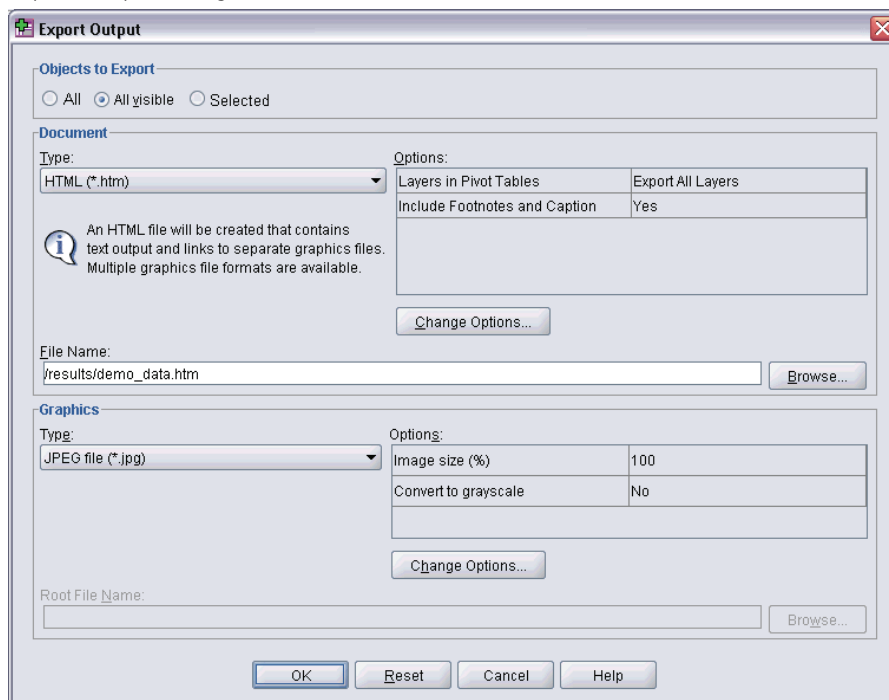 Export Output
Objects to Export
All All visible Selected
Document
Type:
HTML (*.htm)
An HTML file will be created that contains
text output and links to separate graphics files.
Multiple graphics file formats are available.
Options:
Layers in Pivot Tables Export All Layers
Include Footnotes and Caption Yes
Change Options...
File Name:
/results/demo_data.htm
Browse...
Graphics
Type:
JPEG file (*.jpg)
Options:
Image size (%) 100
Convert to grayscale No
Change Options...
Root File Name:
Browse...
OK Reset Cancel Help